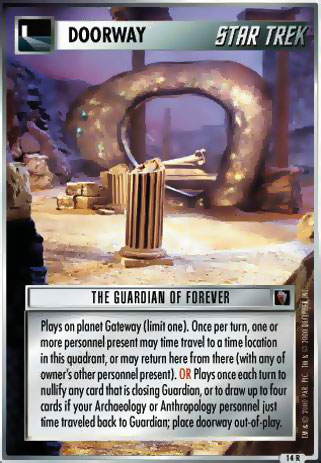 DOORWAY STAR TREK
THE GUARDIAN OF FOREVER
Plays on planet Gateway (limit one). Once per turn, one or
more personnel present may time travel to a time location
in this quadrant, or may return here from there (with any of
owner's other personnel present). OR Plays once each turn to
nullify any card that is closing Guardian, or to draw up to four
cards if your Archaeology or Anthropology personnel just
time traveled back to Guardian; place doorway out-of-play.
14 R